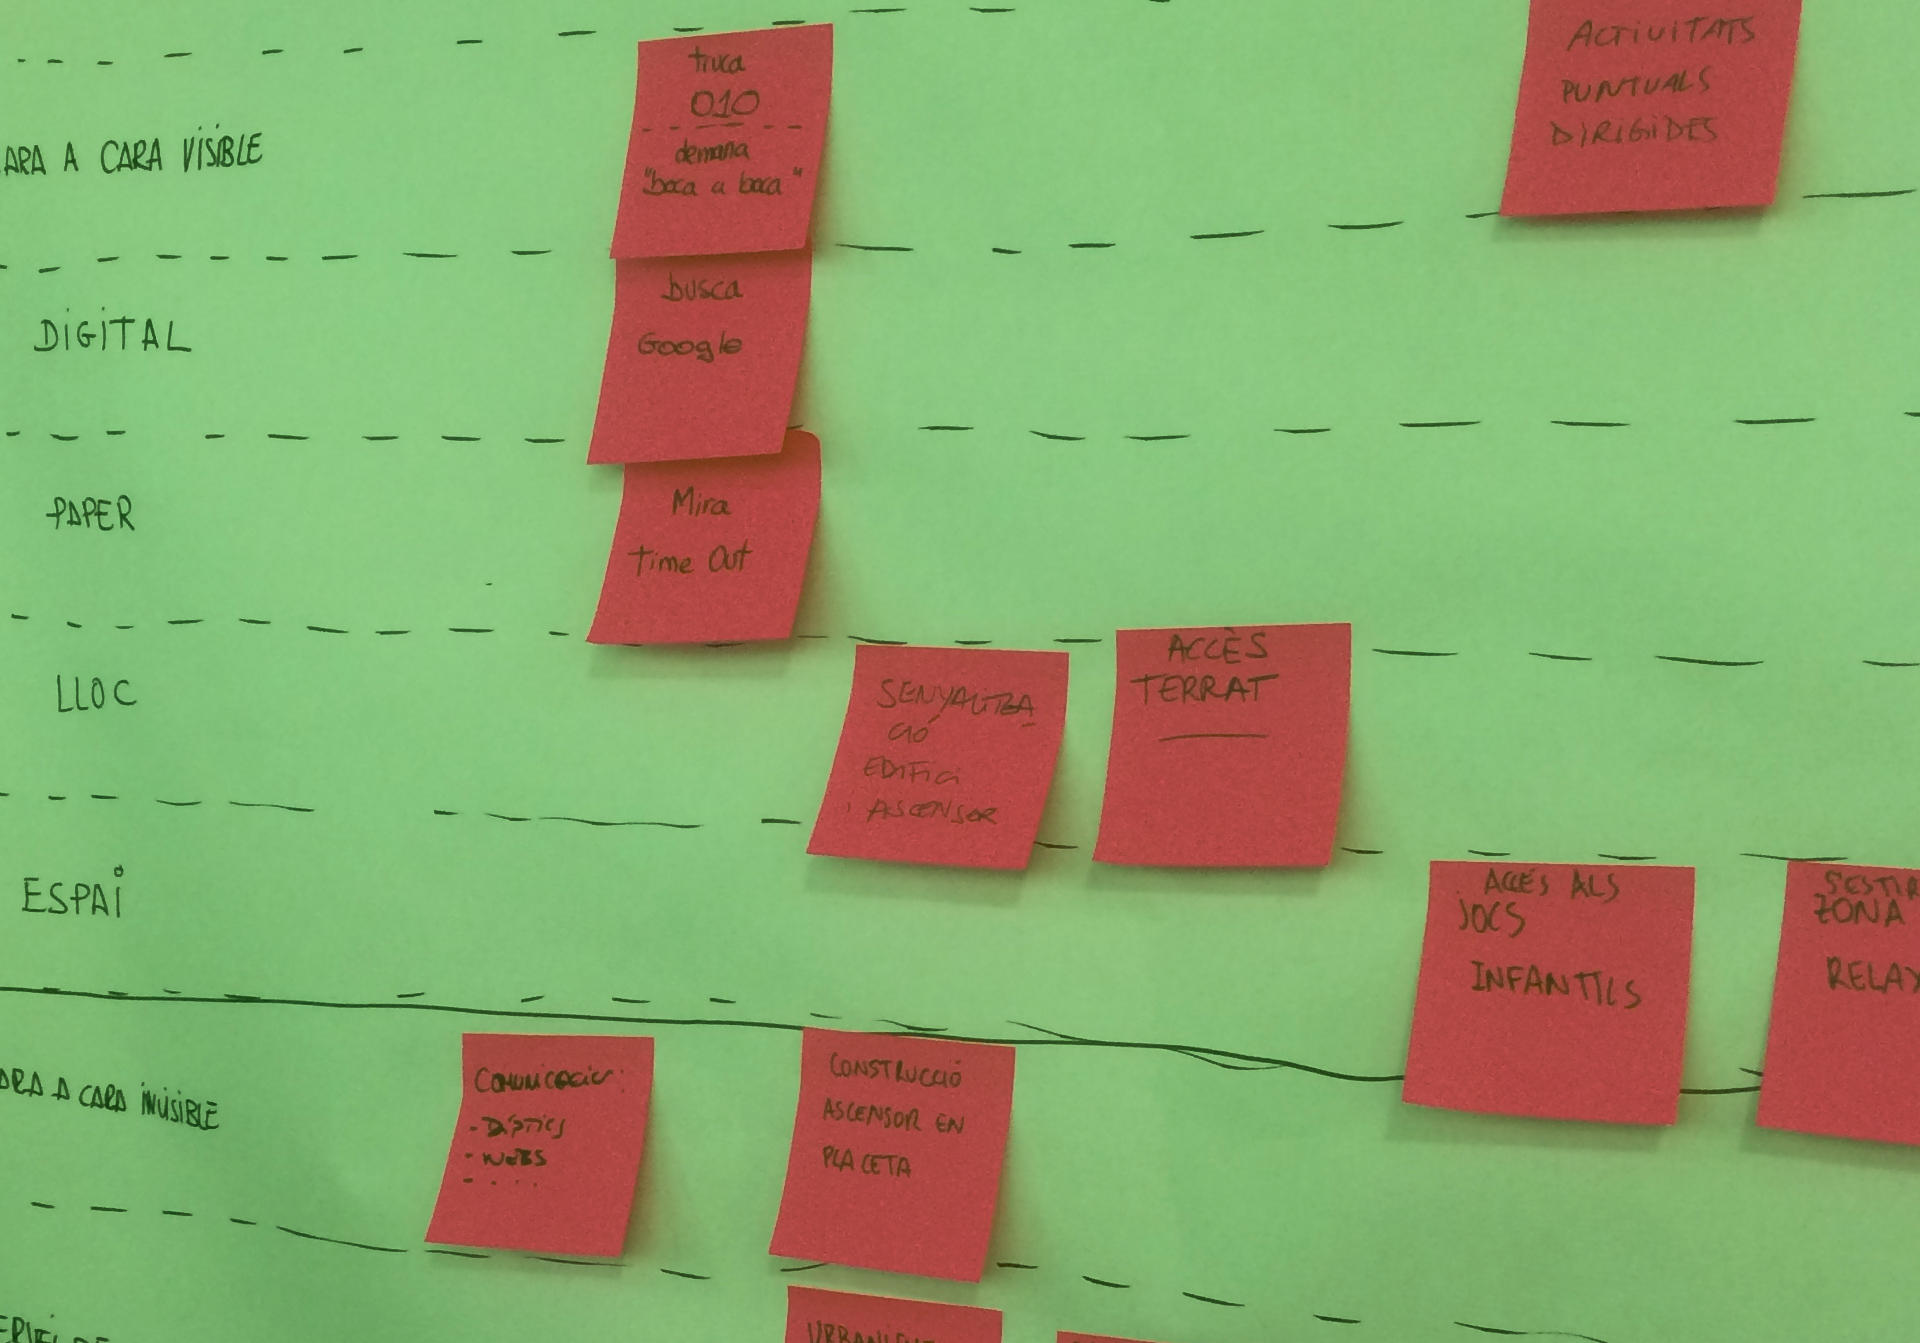 truca
010
demana
"boca a boca"
ACTIVITATS
PUNTUALS
DIRIGIDES
ARA A CARA VISIBLE
busca
Google
DIGITAL
Mira
Time Out
PAPER
LLOC
SENYALITZA
CIÓ
EDIFICI
I ASCENSOR
ACCÈS
TERRAT
ESPAI
ACCÉS ALS
JOCS
INFANTILS
ZONA
RELAX
ARA A CARA INVISIBLE
COMUNICACIÓ:
- DÍPTICS
- WEBS
- . . .
CONSTRUCCIÓ
ASCENSOR EN
PLACETA